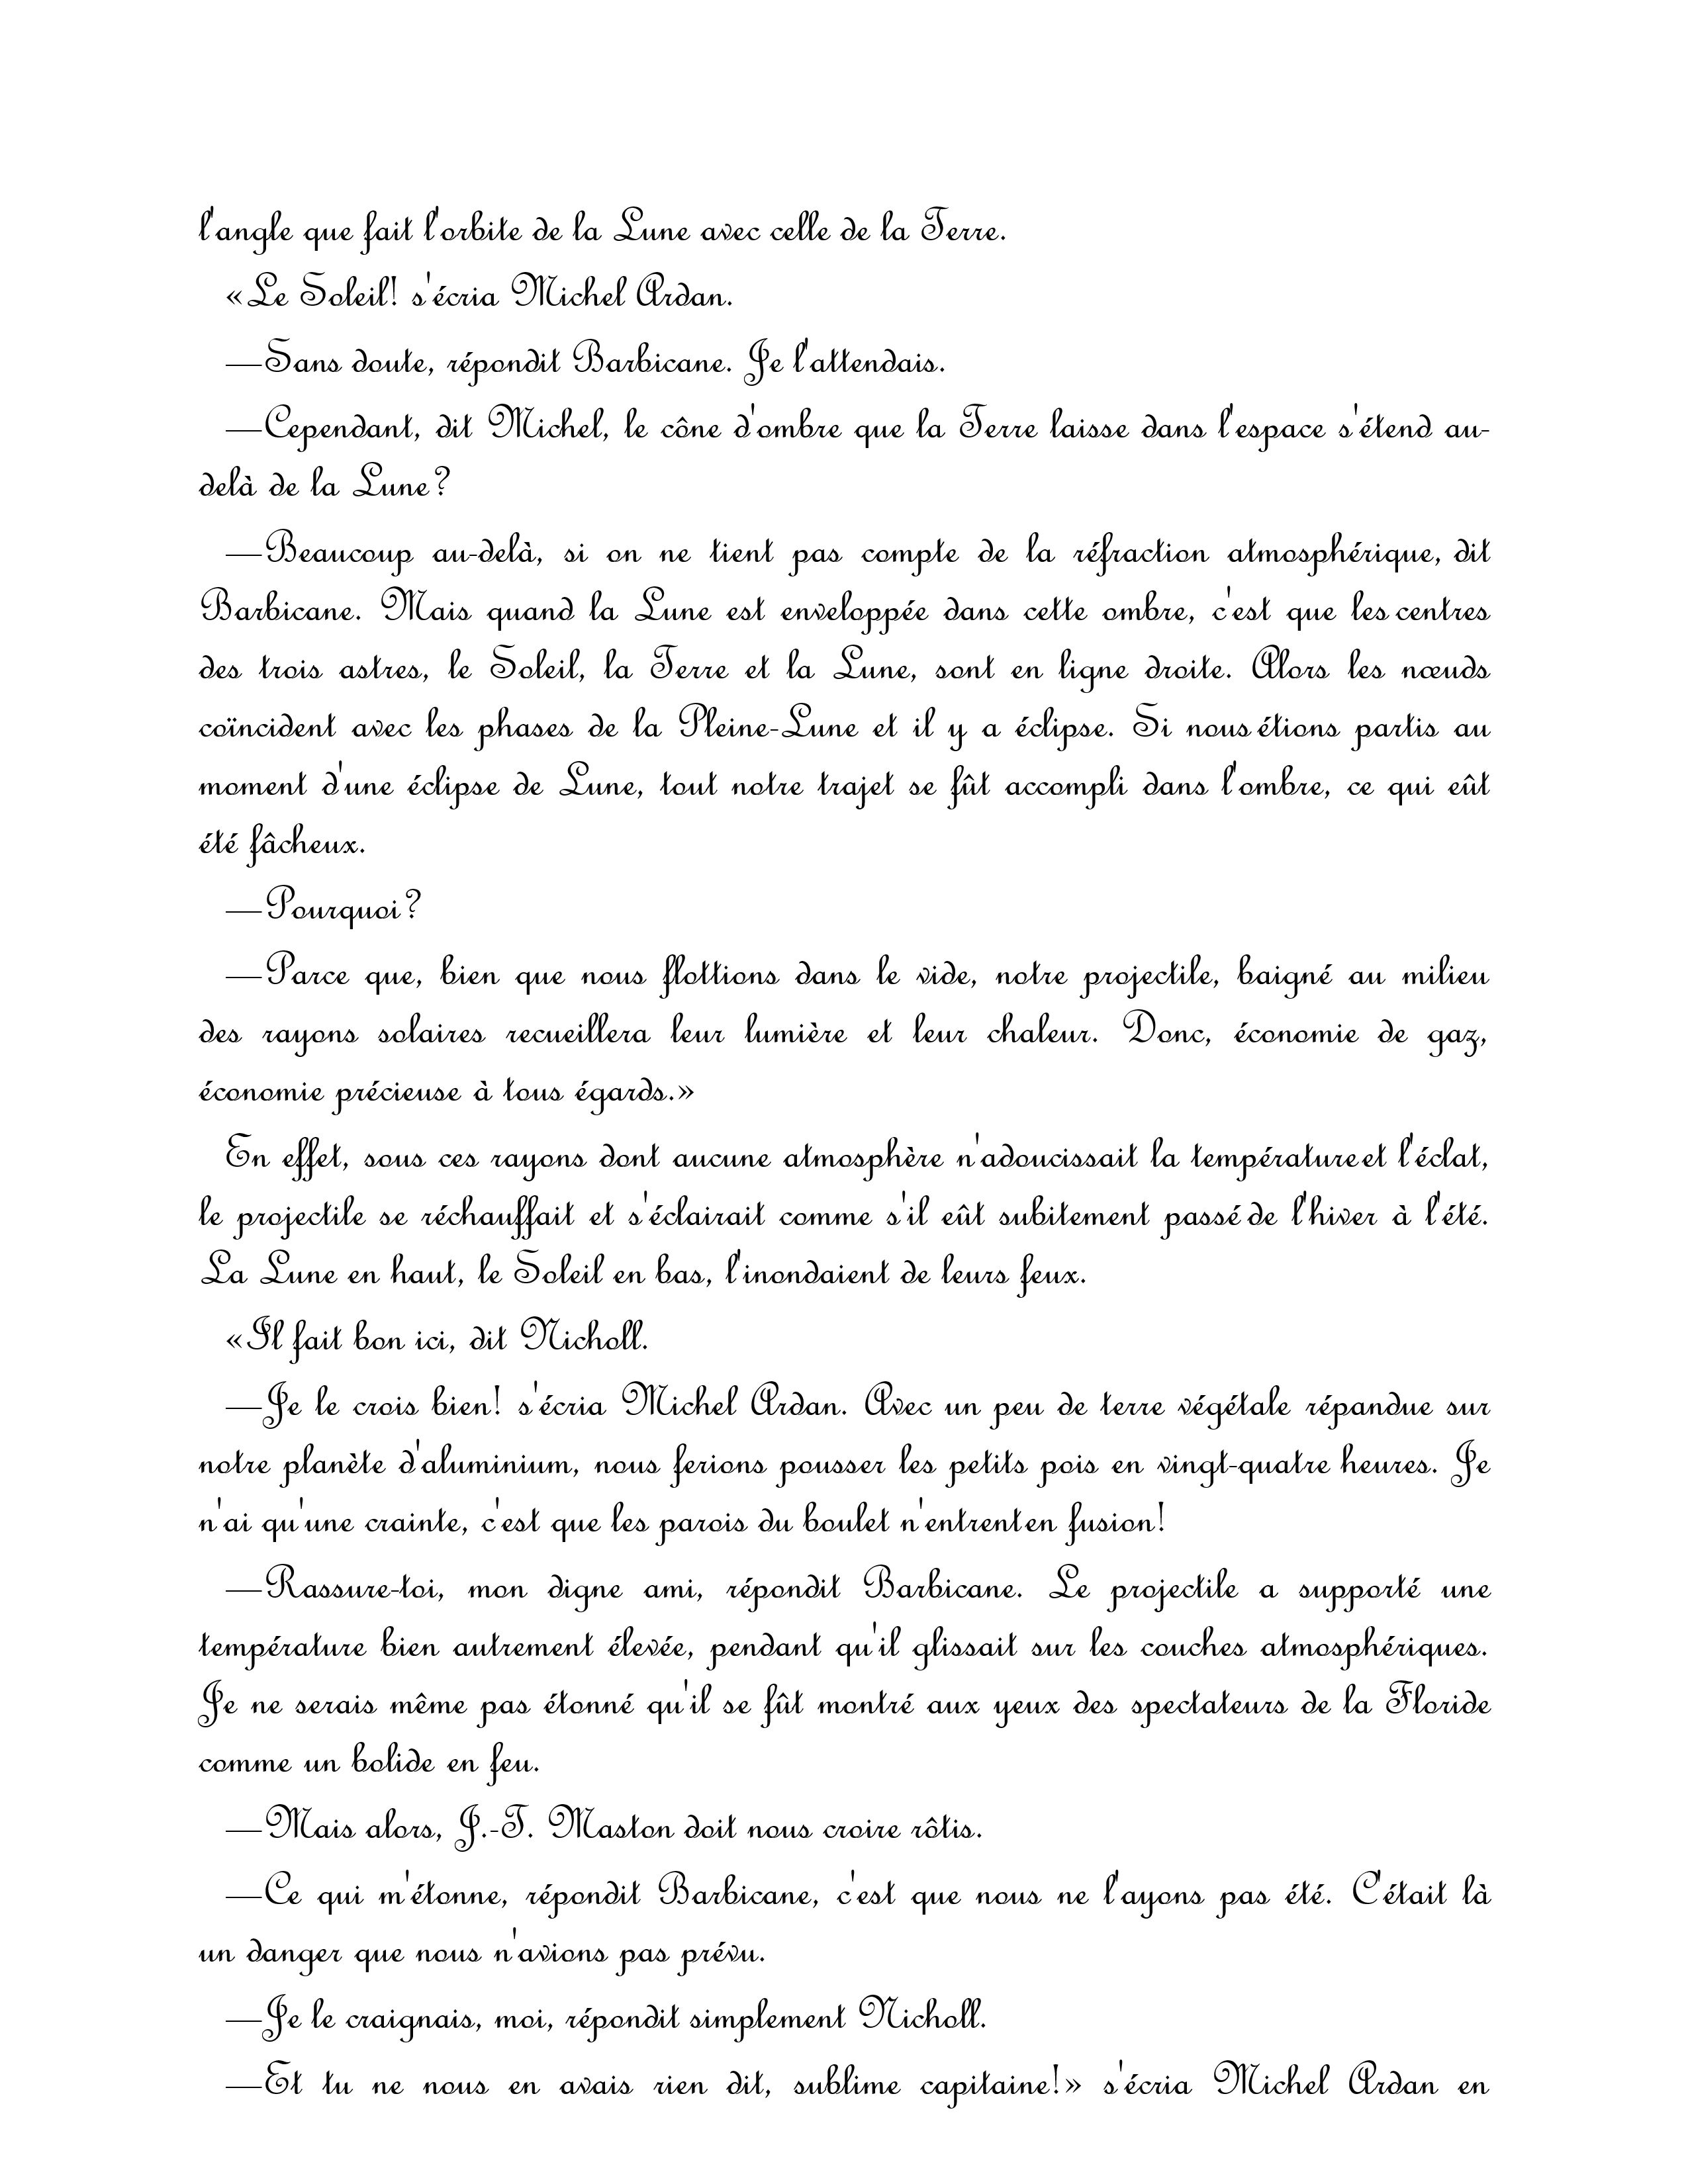 l'angle que fait l'orbite de la Lune avec celle de la Terre.
«Le Soleil! s'écria Michel Ardan.
—Sans doute, répondit Barbicane. Je l'attendais.
—Cependant, dit Michel, le cône d'ombre que la Terre laisse dans l'espace s'étend au-
delà de la Lune?
—Beaucoup au-delà, si on ne tient pas compte de la réfraction atmosphérique, dit
Barbicane. Mais quand la Lune est enveloppée dans cette ombre, c'est que les centres
des trois astres, le Soleil, la Terre et la Lune, sont en ligne droite. Alors les nœuds
coïncident avec les phases de la Pleine-Lune et il y a éclipse. Si nous étions partis au
moment d'une éclipse de Lune, tout notre trajet se fût accompli dans l'ombre, ce qui eût
été fâcheux.
—Pourquoi?
—Parce que, bien que nous flottions dans le vide, notre projectile, baigné au milieu
des rayons solaires recueillera leur lumière et leur chaleur. Donc, économie de gaz,
économie précieuse à tous égards.»
En effet, sous ces rayons dont aucune atmosphère n'adoucissait la température et l'éclat,
le projectile se réchauffait et s'éclairait comme s'il eût subitement passé de l'hiver à l'été.
La Lune en haut, le Soleil en bas, l'inondaient de leurs feux.
«Il fait bon ici, dit Nicholl.
—Je le crois bien! s'écria Michel Ardan. Avec un peu de terre végétale répandue sur
notre planète d'aluminium, nous ferions pousser les petits pois en vingt-quatre heures. Je
n'ai qu'une crainte, c'est que les parois du boulet n'entrent en fusion!
—Rassure-toi, mon digne ami, répondit Barbicane. Le projectile a supporté une
température bien autrement élevée, pendant qu'il glissait sur les couches atmosphériques.
Je ne serais même pas étonné qu'il se fût montré aux yeux des spectateurs de la Floride
comme un bolide en feu.
—Mais alors, J.-T. Maston doit nous croire rôtis.
—Ce qui m'étonne, répondit Barbicane, c'est que nous ne l'ayons pas été. C'était là
un danger que nous n'avions pas prévu.
—Je le craignais, moi, répondit simplement Nicholl.
—Et tu ne nous en avais rien dit, sublime capitaine!» s'écria Michel Ardan en